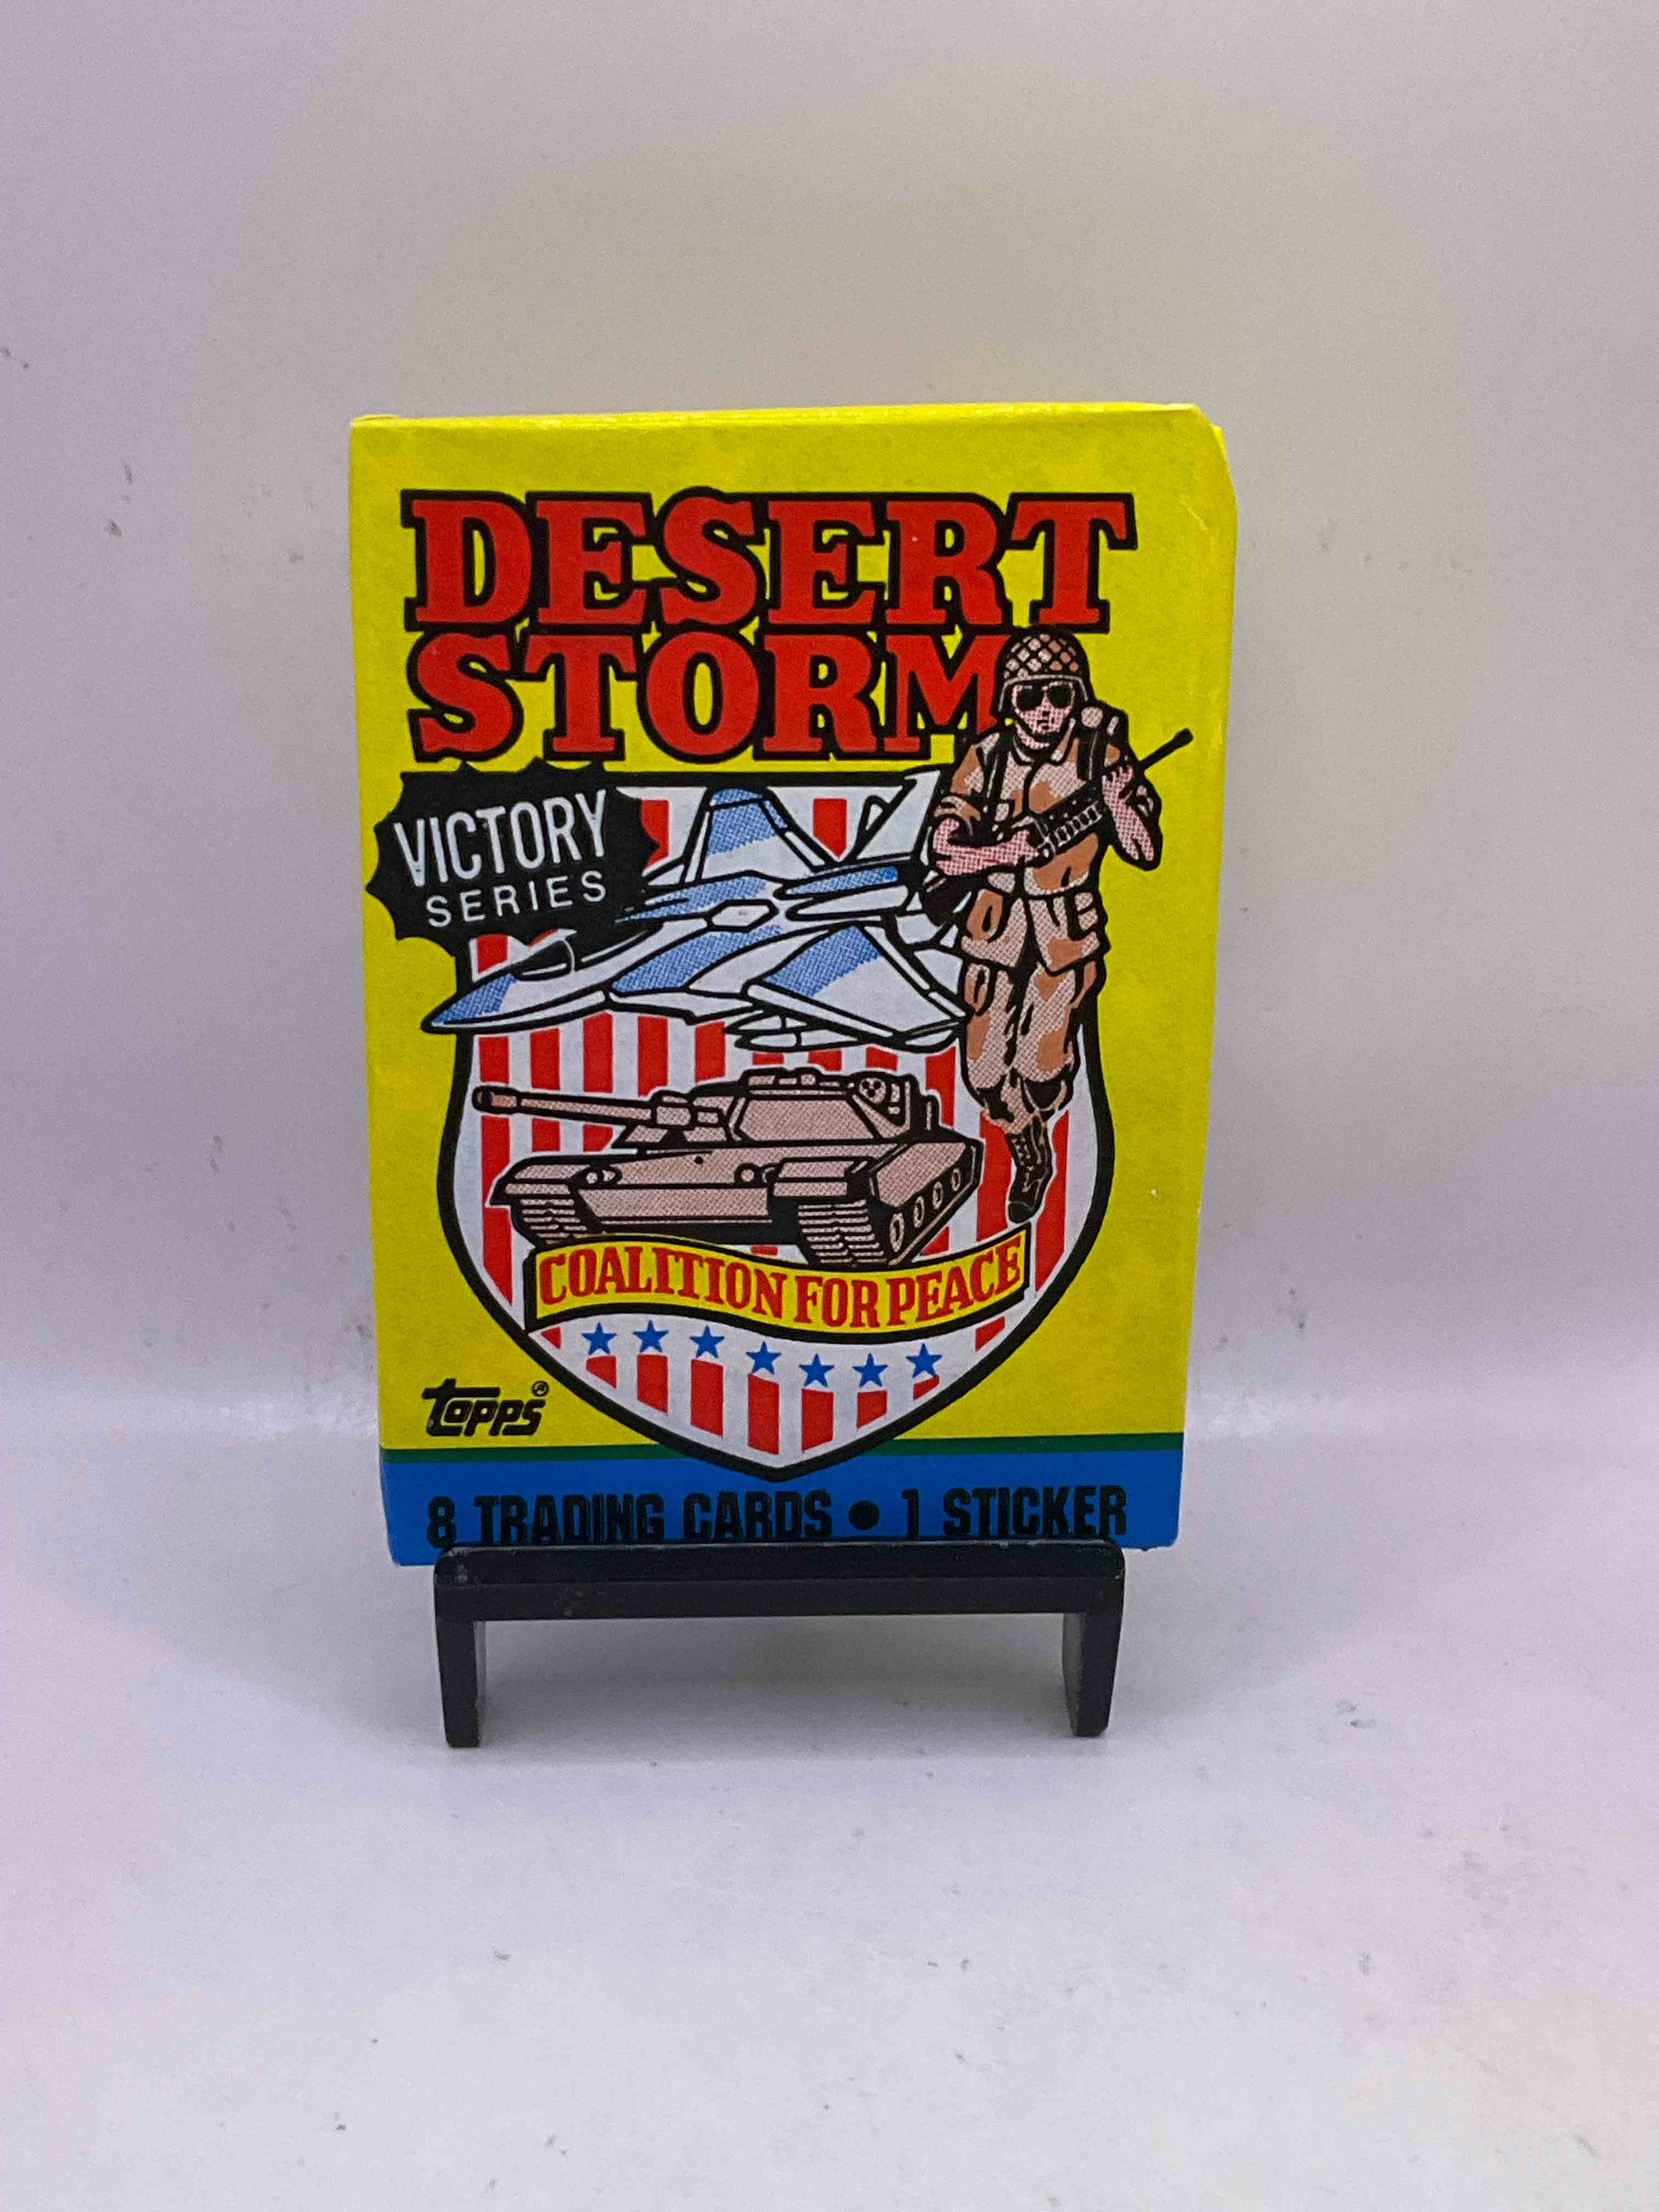 DESERT
STORM
VICTORY
SERIES
COALITION FOR PEACE
topps®
8 TRADING CARDS • 1 STICKER